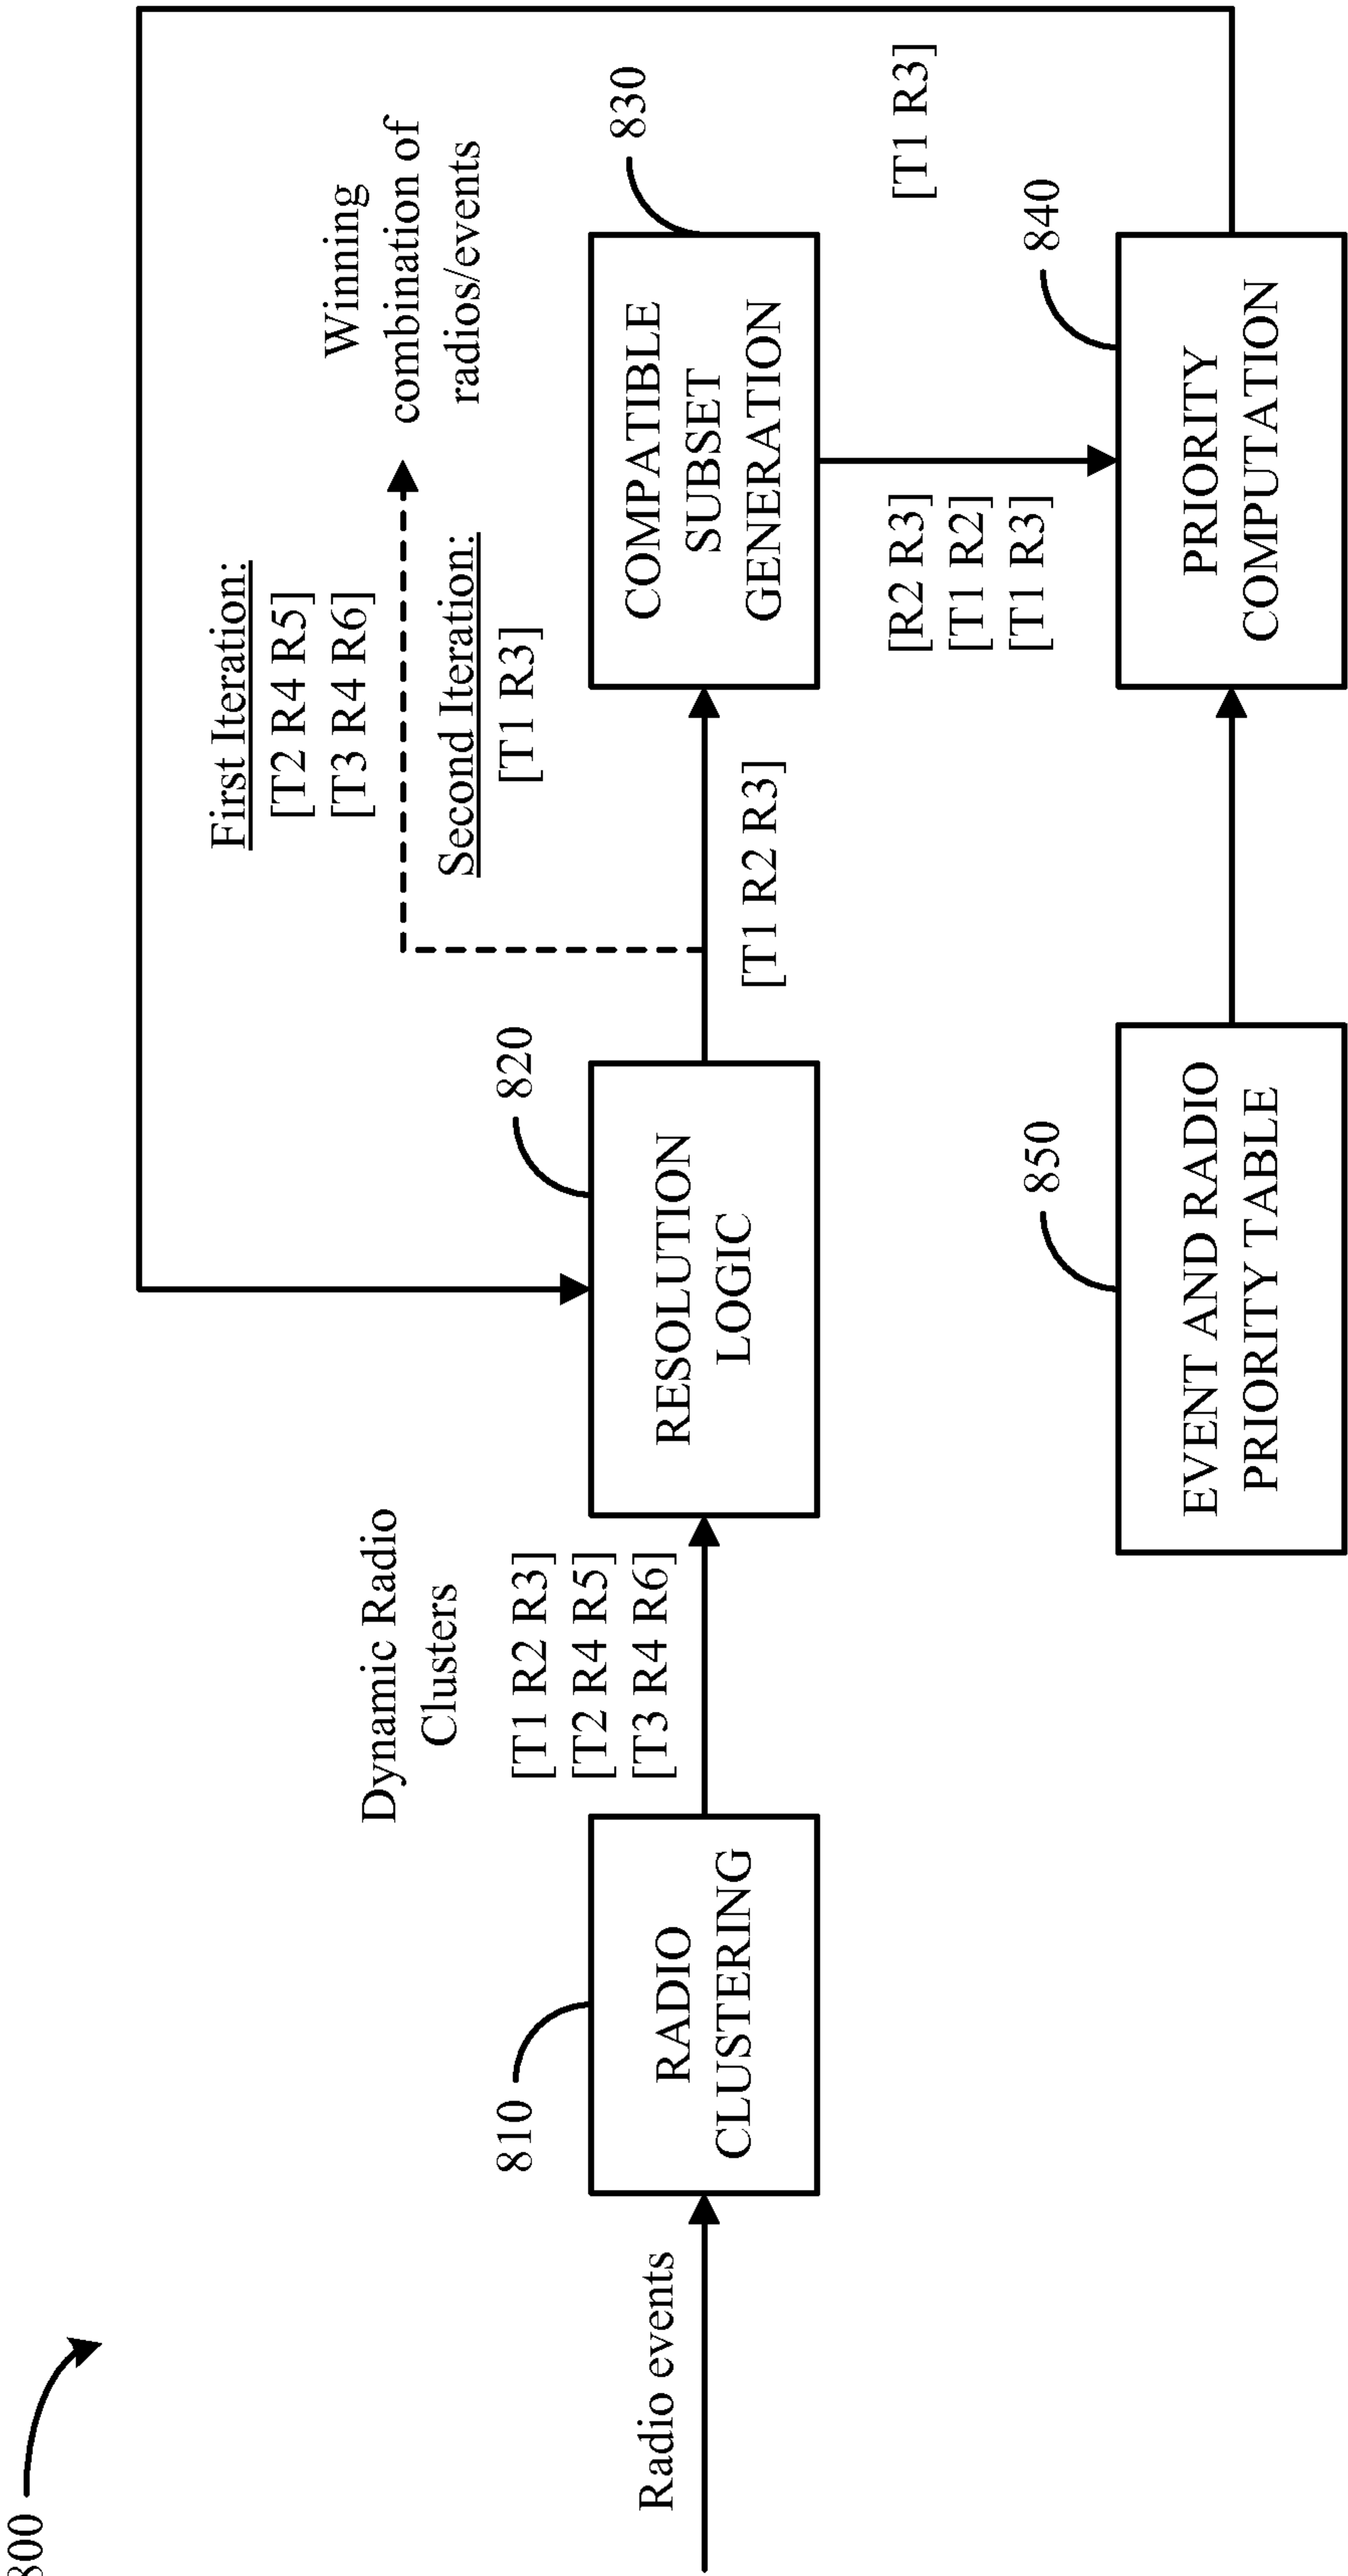 800
Radio events
810
RADIO
CLUSTERING
Dynamic Radio
Clusters
[T1 R2 R3]
[T2 R4 R5]
[T3 R4 R6]
820
RESOLUTION
LOGIC
First Iteration:
[T2 R4 R5]
[T3 R4 R6]
Second Iteration:
[T1 R3]
Winning
combination of
radios/events
[T1 R2 R3]
830
COMPATIBLE
SUBSET
GENERATION
[R2 R3]
[T1 R2]
[T1 R3]
[T1 R3]
840
PRIORITY
COMPUTATION
850
EVENT AND RADIO
PRIORITY TABLE